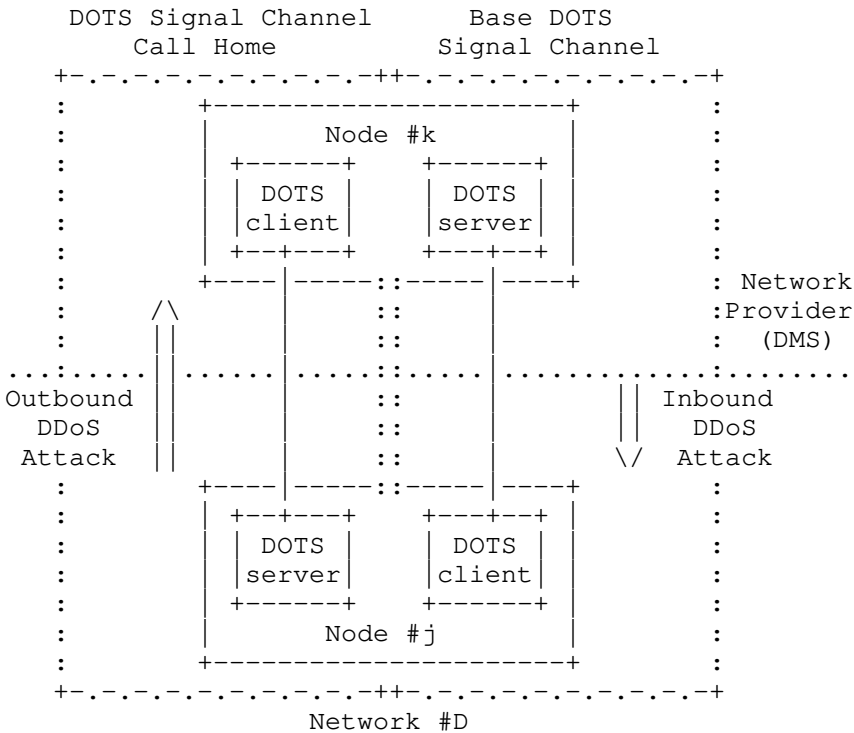 DOTS Signal Channel Base DOTS
Call Home Signal Channel
Node #k
DOTS DOTS
client server
Network
Provider
(DMS)
Outbound Inbound
DDoS DDoS
Attack Attack
DOTS DOTS
server client
Node #j
Network #D